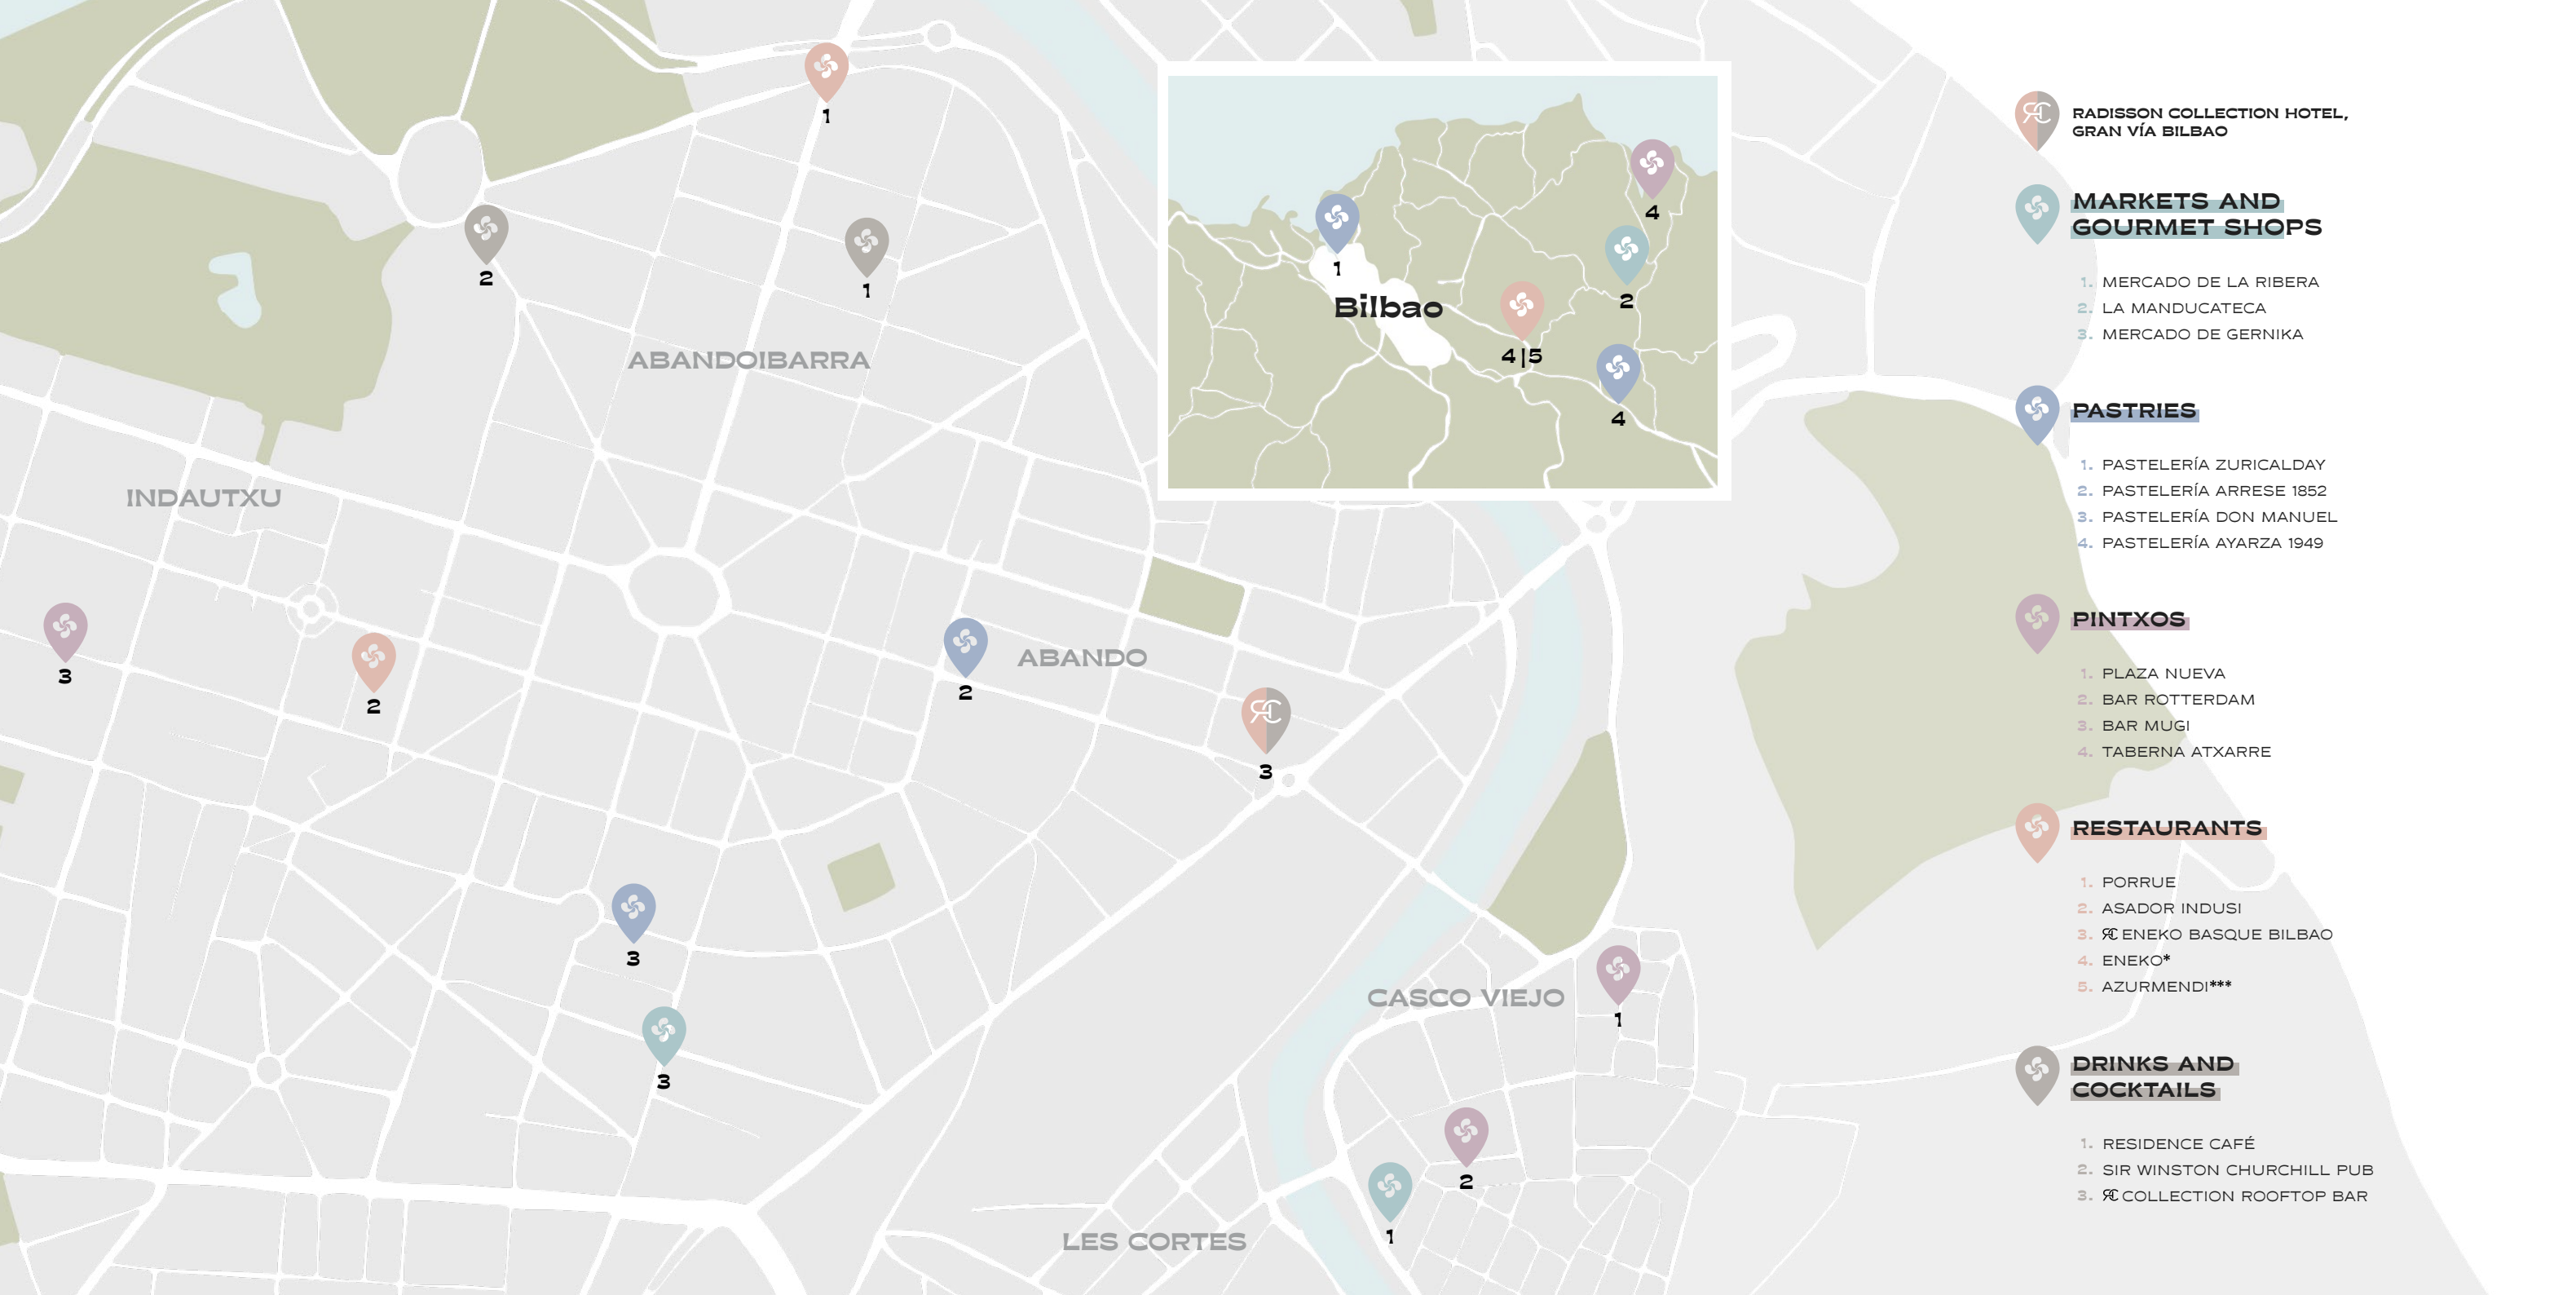 1
2
1
ABANDOIBARRA
INDAUTXU
3
2
2
ABANDO
3
3
3
CASCO VIEJO
1
2
1
LES CORTES
4
1
2
Bilbao
4|5
4
RADISSON COLLECTION HOTEL,
GRAN VÍA BILBAO
MARKETS AND
GOURMET SHOPS
1. MERCADO DE LA RIBERA
2. LA MANDUCATECA
3. MERCADO DE GERNIKA
PASTRIES
1. PASTELERÍA ZURICALDAY
2. PASTELERÍA ARRESE 1852
3. PASTELERÍA DON MANUEL
4. PASTELERÍA AYARZA 1949
PINTXOS
1. PLAZA NUEVA
2. BAR ROTTERDAM
3. BAR MUGI
4. TABERNA ATXARRE
RESTAURANTS
1. PORRUE
2. ASADOR INDUSI
3. RC ENEKO BASQUE BILBAO
4. ENEKO*
5. AZURMENDI***
DRINKS AND
COCKTAILS
1. RESIDENCE CAFÉ
2. SIR WINSTON CHURCHILL PUB
3. RC COLLECTION ROOFTOP BAR